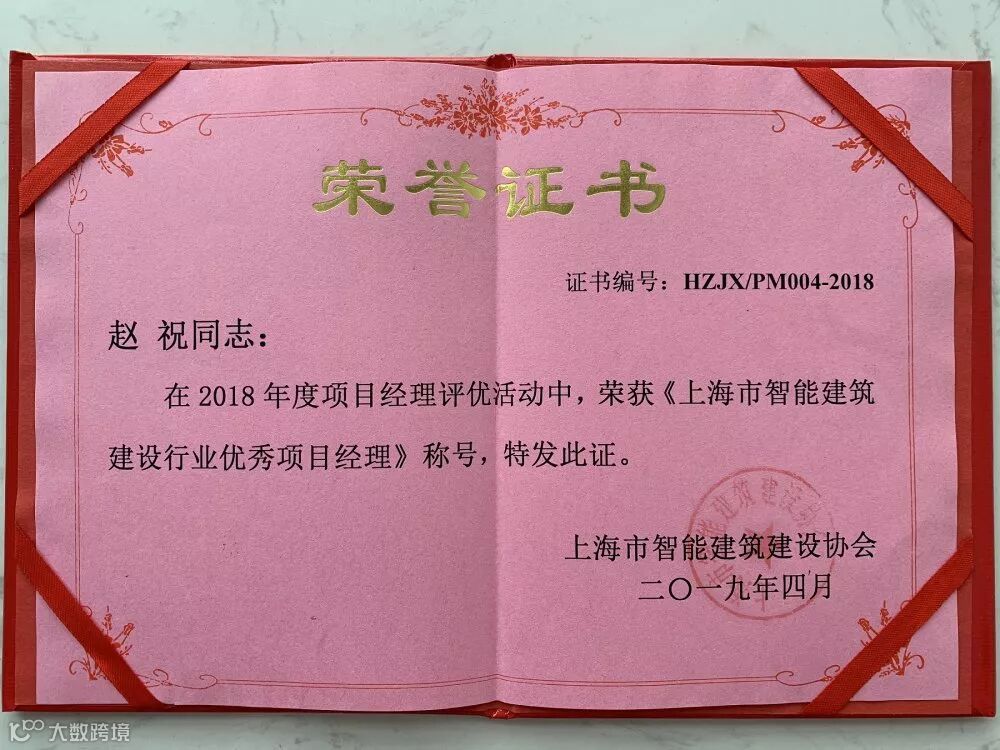 荣誉证书
证书编号：HZJX/PM004-2018
赵 祝同志：
在 2018 年度项目经理评优活动中，荣获《上海市智能建筑
建设行业优秀项目经理》称号，特发此证。
上海市智能建筑建设协会
二〇一九年四月
大数跨境